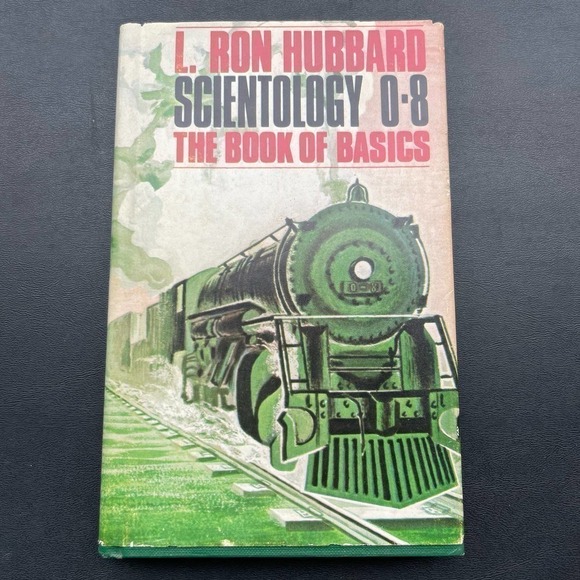 L. RON HUBBARD
SCIENTOLOGY 0-8
THE BOOK OF BASICS
0-8